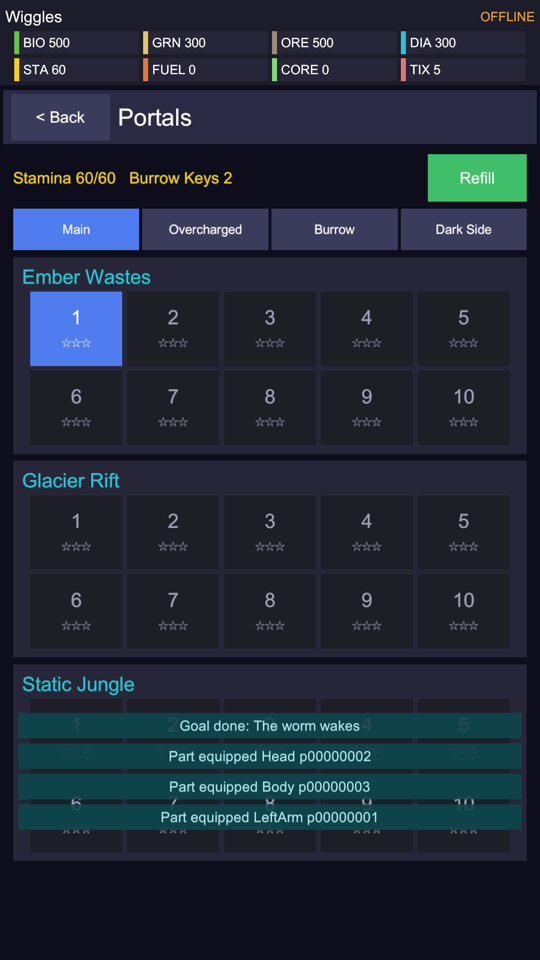 Wiggles OFFLINE
BIO 500 GRN 300 ORE 500 DIA 300
STA 60 FUEL 0 CORE 0 TIX 5
< Back Portals
Stamina 60/60 Burrow Keys 2 Refill
Main Overcharged Burrow Dark Side
Ember Wastes
1 2 3 4 5
☆☆☆ ☆☆☆ ☆☆☆ ☆☆☆ ☆☆☆
6 7 8 9 10
☆☆☆ ☆☆☆ ☆☆☆ ☆☆☆ ☆☆☆
Glacier Rift
1 2 3 4 5
☆☆☆ ☆☆☆ ☆☆☆ ☆☆☆ ☆☆☆
6 7 8 9 10
☆☆☆ ☆☆☆ ☆☆☆ ☆☆☆ ☆☆☆
Static Jungle
Goal done: The worm wakes
Part equipped Head p00000002
Part equipped Body p00000003
Part equipped LeftArm p00000001